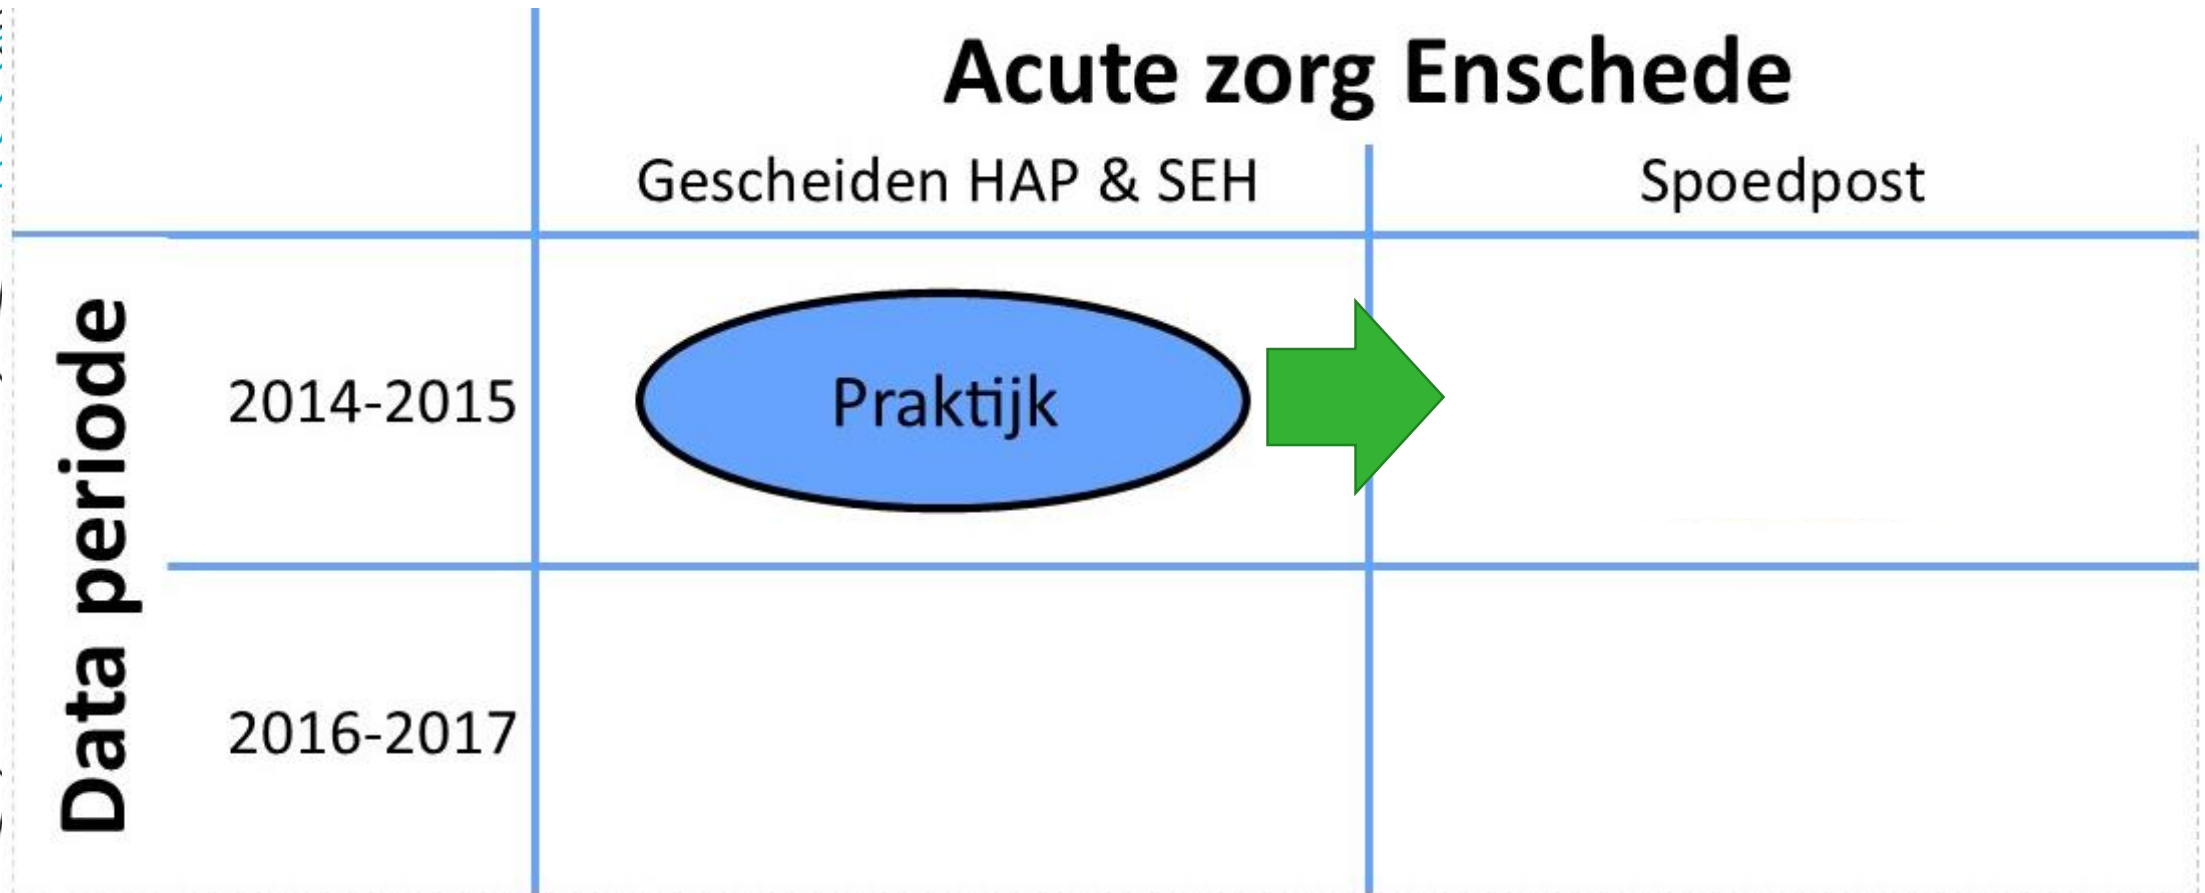 Acute zorg Enschede
Gescheiden HAP & SEH
Spoedpost
Data periode
2014-2015
Praktijk
2016-2017